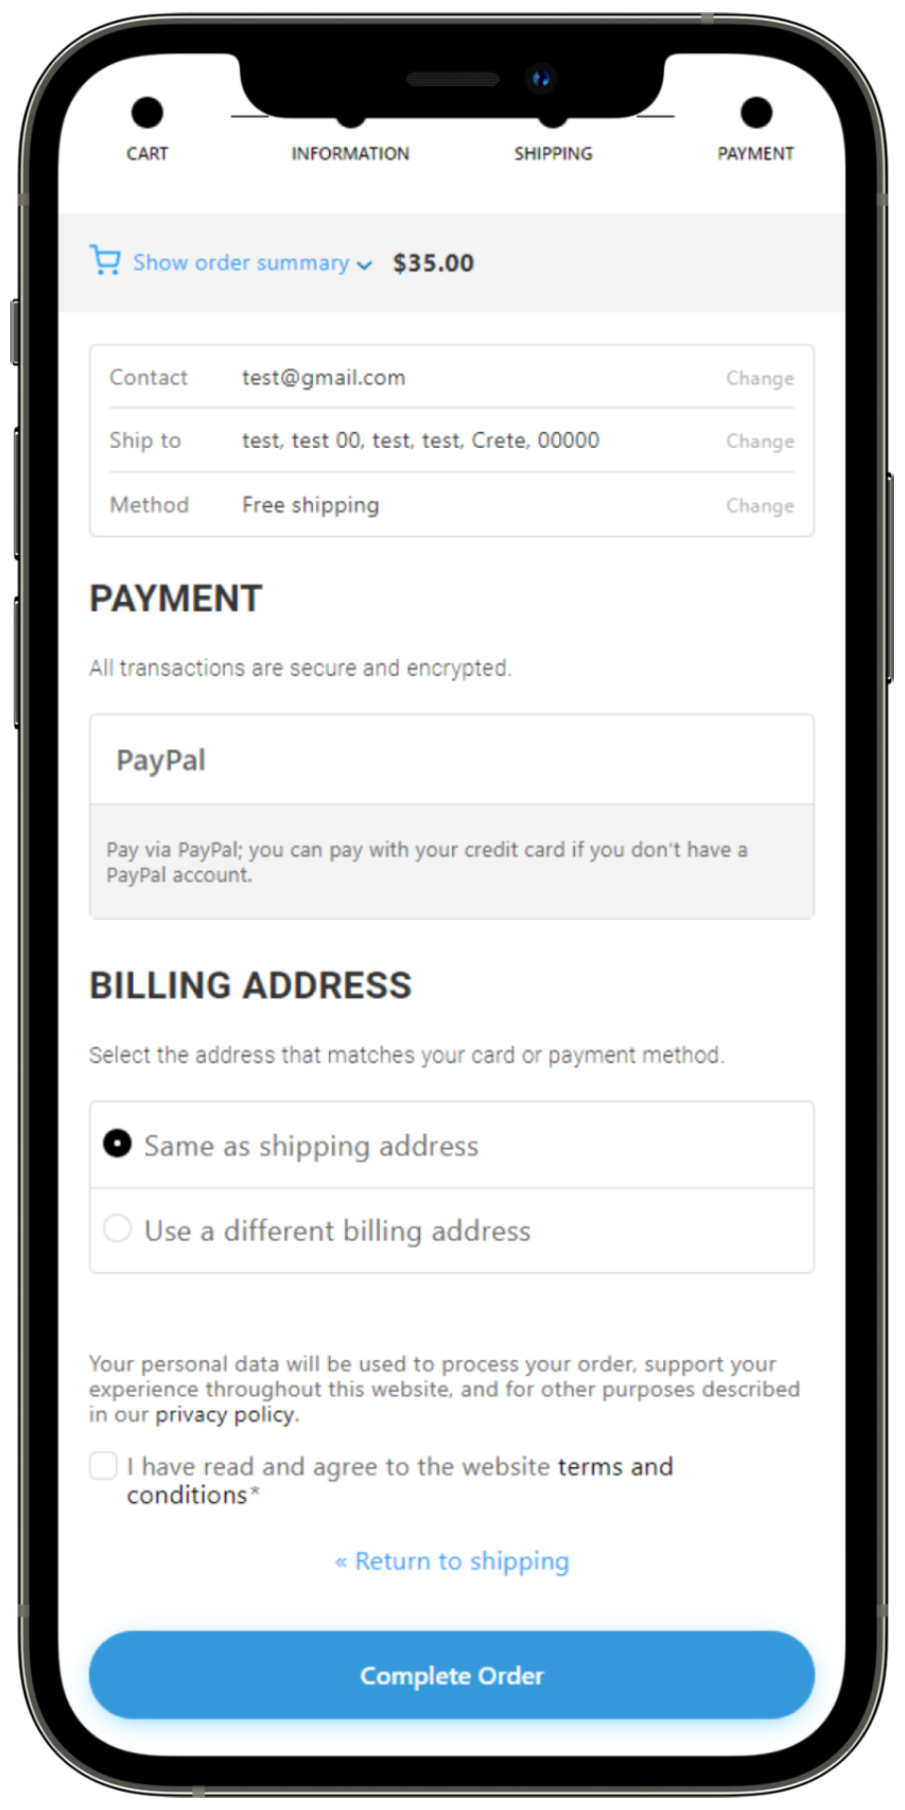 CART INFORMATION SHIPPING PAYMENT
Show order summary $35.00
Contact test@gmail.com Change
Ship to test, test 00, test, test, Crete, 00000 Change
Method Free shipping Change
PAYMENT
All transactions are secure and encrypted.
PayPal
Pay via PayPal; you can pay with your credit card if you don't have a
PayPal account.
BILLING ADDRESS
Select the address that matches your card or payment method.
Same as shipping address
Use a different billing address
Your personal data will be used to process your order, support your
experience throughout this website, and for other purposes described
in our privacy policy.
I have read and agree to the website terms and
conditions*
« Return to shipping
Complete Order